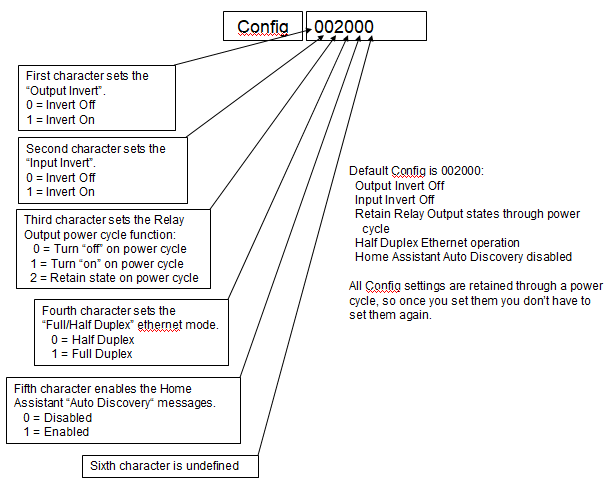 Config 002000
First character sets the
“Output Invert”.
0 = Invert Off
1 = Invert On
Second character sets the
“Input Invert”.
0 = Invert Off
1 = Invert On
Third character sets the Relay
Output power cycle function:
0 = Turn “off” on power cycle
1 = Turn “on” on power cycle
2 = Retain state on power cycle
Fourth character sets the
“Full/Half Duplex” ethernet mode.
0 = Half Duplex
1 = Full Duplex
Fifth character enables the Home
Assistant “Auto Discovery“ messages.
0 = Disabled
1 = Enabled
Sixth character is undefined
Default Config is 002000:
Output Invert Off
Input Invert Off
Retain Relay Output states through power
cycle
Half Duplex Ethernet operation
Home Assistant Auto Discovery disabled
All Config settings are retained through a power
cycle, so once you set them you don’t have to
set them again.